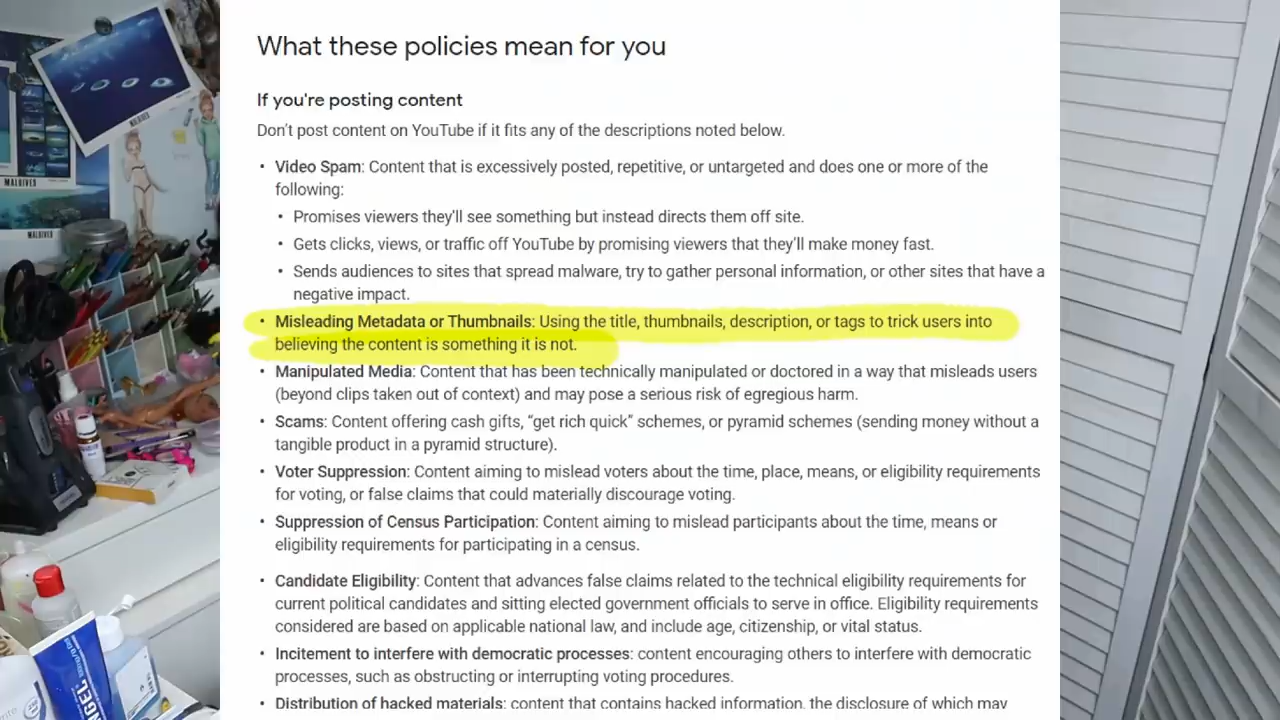 What these policies mean for you
If you're posting content
Don't post content on YouTube if it fits any of the descriptions noted below.
• Video Spam: Content that is excessively posted, repetitive, or untargeted and does one or more of the
following:
• Promises viewers they'll see something but instead directs them off site.
• Gets clicks, views, or traffic off YouTube by promising viewers that they'll make money fast.
• Sends audiences to sites that spread malware, try to gather personal information, or other sites that have a
negative impact.
• Misleading Metadata or Thumbnails: Using the title, thumbnails, description, or tags to trick users into
believing the content is something it is not.
• Manipulated Media: Content that has been technically manipulated or doctored in a way that misleads users
(beyond clips taken out of context) and may pose a serious risk of egregious harm.
• Scams: Content offering cash gifts, “get rich quick” schemes, or pyramid schemes (sending money without a
tangible product in a pyramid structure).
• Voter Suppression: Content aiming to mislead voters about the time, place, means, or eligibility requirements
for voting, or false claims that could materially discourage voting.
• Suppression of Census Participation: Content aiming to mislead participants about the time, means or
eligibility requirements for participating in a census.
• Candidate Eligibility: Content that advances false claims related to the technical eligibility requirements for
current political candidates and sitting elected government officials to serve in office. Eligibility requirements
considered are based on applicable national law, and include age, citizenship, or vital status.
• Incitement to interfere with democratic processes: content encouraging others to interfere with democratic
processes, such as obstructing or interrupting voting procedures.
• Distribution of hacked materials: content that contains hacked information, the disclosure of which may
MALDIVES
MALDIVES
MALDIVES